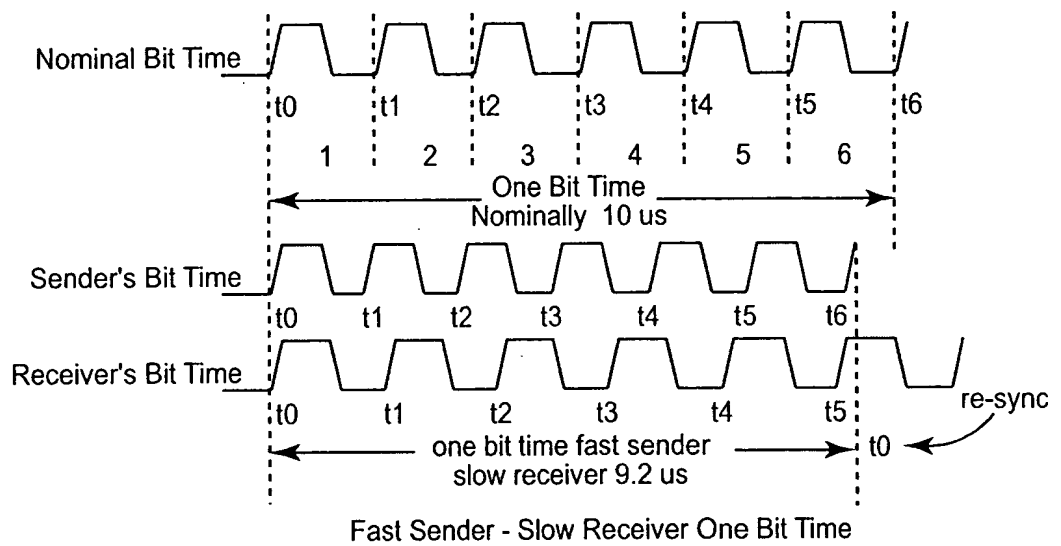 Nominal Bit Time
t0 t1 t2 t3 t4 t5 t6
1 2 3 4 5 6
One Bit Time
Nominally 10 us
Sender's Bit Time
t0 t1 t2 t3 t4 t5 t6
Receiver's Bit Time
t0 t1 t2 t3 t4 t5
re-sync
one bit time fast sender t0
slow receiver 9.2 us
Fast Sender - Slow Receiver One Bit Time